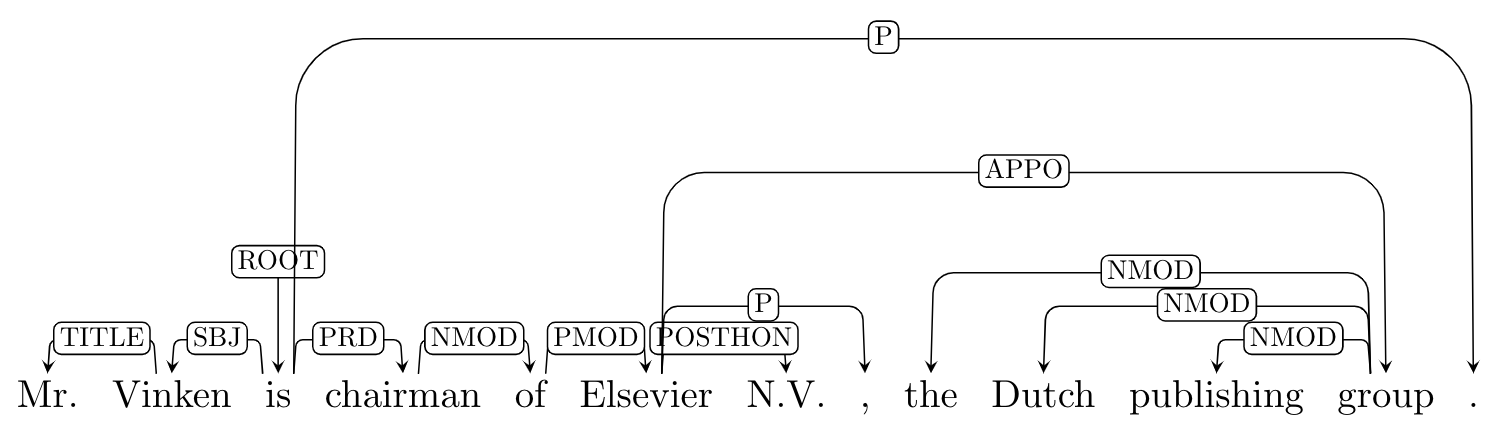 P
APPO
ROOT
NMOD
P
NMOD
TITLE SBJ PRD NMOD PMOD POSTHON NMOD
Mr. Vinken is chairman of Elsevier N.V. , the Dutch publishing group .